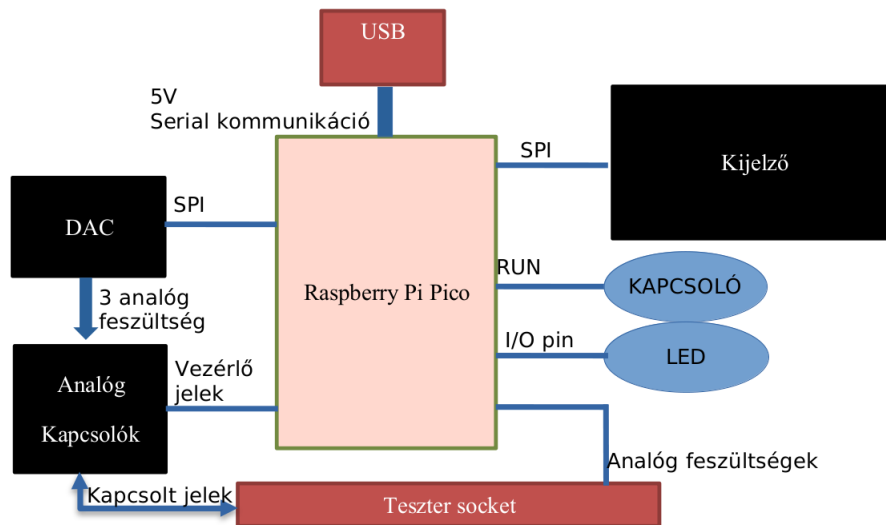 USB
5V
Serial kommunikáció
SPI
Kijelző
SPI
DAC
RUN
KAPCSOLÓ
Raspberry Pi Pico
3 analóg
feszültség
I/O pin
LED
Vezérlő
jelek
Analóg
Kapcsolók
Analóg feszültségek
Kapcsolt jelek
Teszter socket